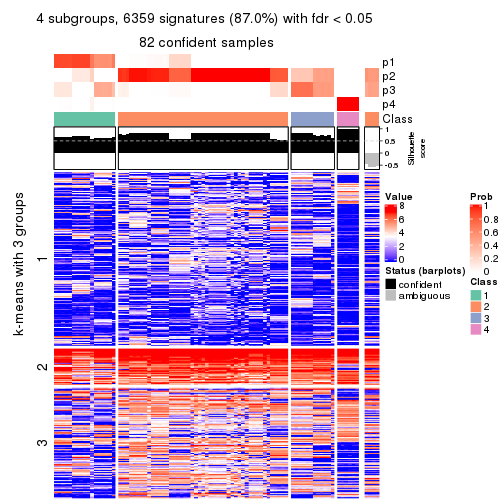 4 subgroups, 6359 signatures (87.0%) with fdr < 0.05
82 confident samples
p1
p2
p3
p4
Class
1
0.5
0
-0.5
Silhouette
score
k-means with 3 groups
1
2
3
Value
8
6
4
2
0
Status (barplots)
confident
ambiguous
Prob
1
0.8
0.6
0.4
0.2
0
Class
1
2
3
4